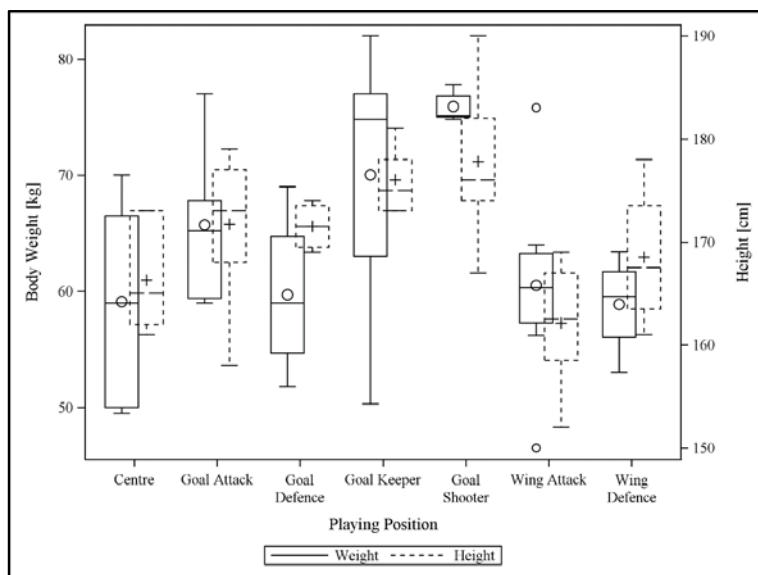 80
70
60
50
Body Weight [kg]
190
180
170
160
150
Height [cm]
Centre
Goal Attack
Goal
Defence
Goal Keeper
Goal
Shooter
Wing Attack
Wing
Defence
Playing Position
Weight
Height